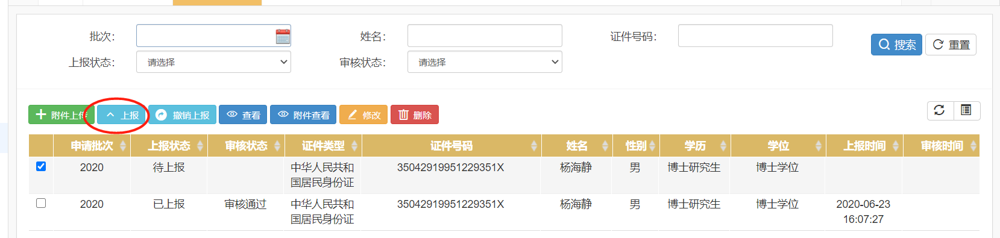 批次: 姓名: 证件号码: 搜索 重置
上报状态: 请选择 审核状态: 请选择
附件上传 上报 撤销上报 查看 附件查看 修改 删除
申请批次 上报状态 审核状态 证件类型 证件号码 姓名 性别 学历 学位 上报时间 审核时间
2020 待上报 中华人民共和 35042919951229351X 杨海静 男 博士研究生 博士学位
国居民身份证
2020 已上报 审核通过 中华人民共和 35042919951229351X 杨海静 男 博士研究生 博士学位 2020-06-23
国居民身份证 16:07:27